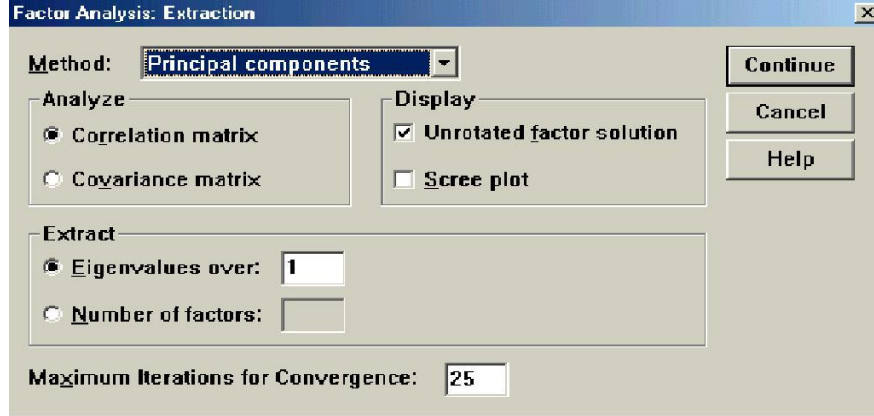 Factor Analysis: Extraction
Method: Principal components
Continue
Analyze
Display
Cancel
Correlation matrix
Unrotated factor solution
Help
Covariance matrix
Scree plot
Extract
Eigenvalues over: 1
Number of factors:
Maximum Iterations for Convergence: 25